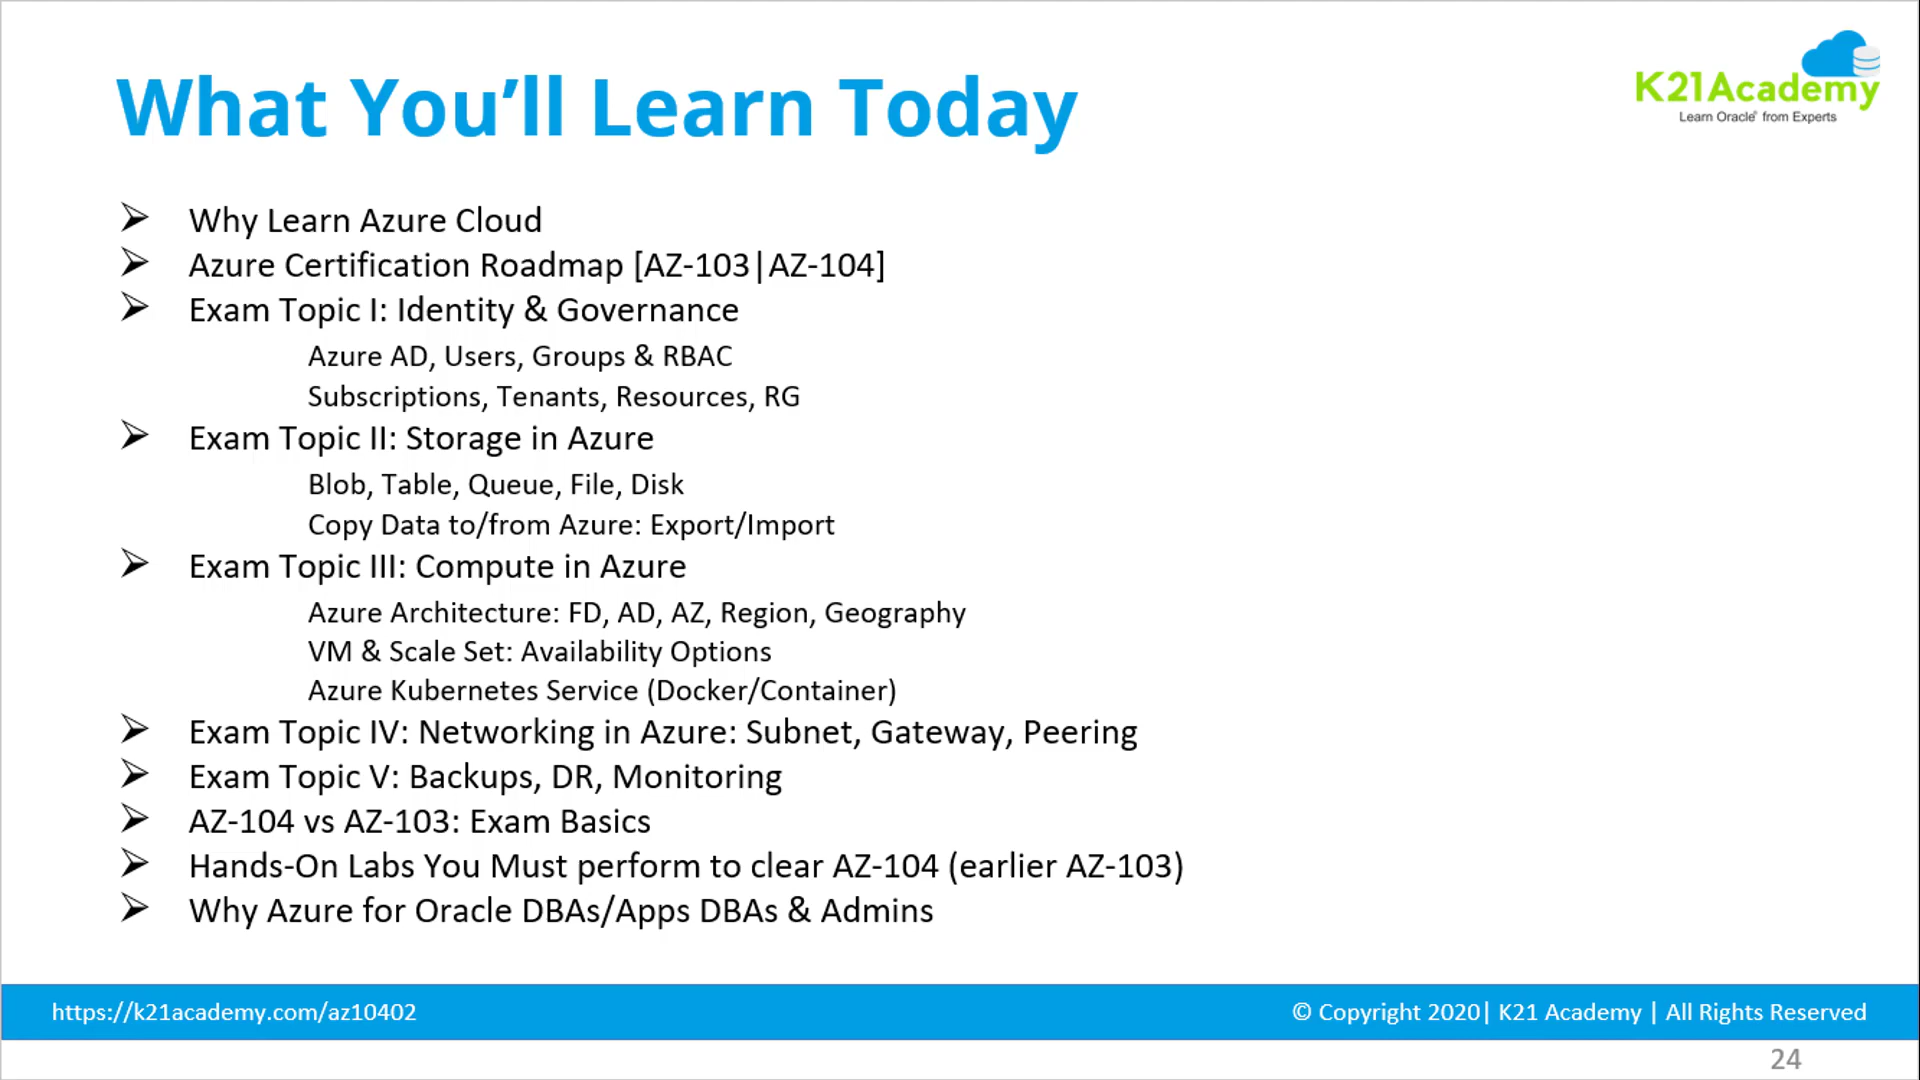 What You’ll Learn Today
K21Academy
Learn Oracle® from Experts
Why Learn Azure Cloud
Azure Certification Roadmap [AZ-103|AZ-104]
Exam Topic I: Identity & Governance
Azure AD, Users, Groups & RBAC
Subscriptions, Tenants, Resources, RG
Exam Topic II: Storage in Azure
Blob, Table, Queue, File, Disk
Copy Data to/from Azure: Export/Import
Exam Topic III: Compute in Azure
Azure Architecture: FD, AD, AZ, Region, Geography
VM & Scale Set: Availability Options
Azure Kubernetes Service (Docker/Container)
Exam Topic IV: Networking in Azure: Subnet, Gateway, Peering
Exam Topic V: Backups, DR, Monitoring
AZ-104 vs AZ-103: Exam Basics
Hands-On Labs You Must perform to clear AZ-104 (earlier AZ-103)
Why Azure for Oracle DBAs/Apps DBAs & Admins
https://k21academy.com/az10402
© Copyright 2020| K21 Academy | All Rights Reserved
24